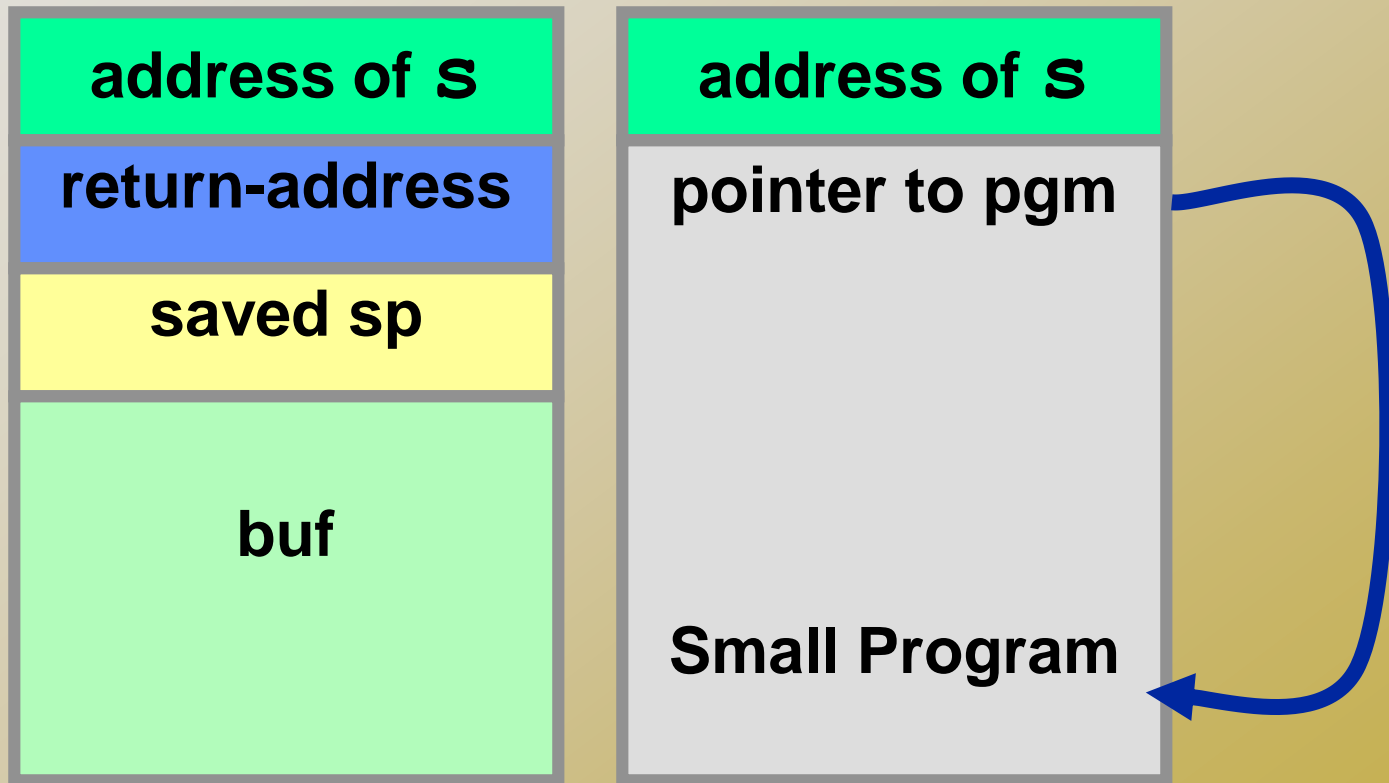 address of s
return-address
saved sp
buf
address of s
pointer to pgm
Small Program